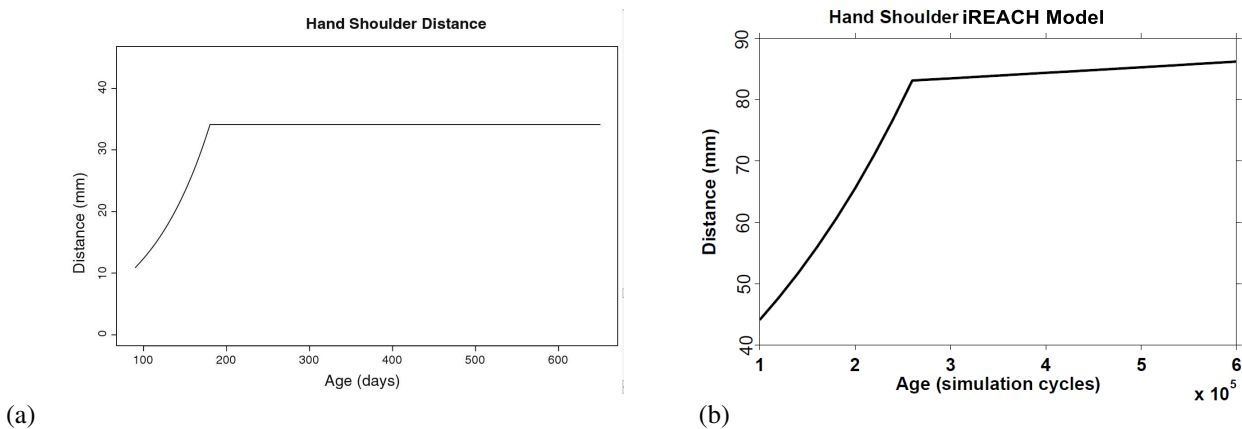 Hand Shoulder Distance
Distance (mm)
40
30
20
10
0
100 200 300 400 500 600
Age (days)
(a)
Hand Shoulder iREACH Model
Distance (mm)
90
80
70
60
50
40
1 2 3 4 5 6
Age (simulation cycles)
x 10⁵
(b)